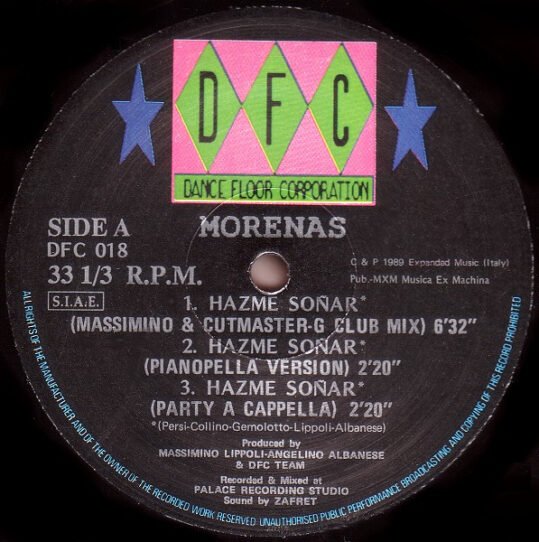 DFC
DANCE FLOOR CORPORATION
MORENAS
SIDE A
DFC 018
33 1/3 R.P.M.
S.I.A.E.
C & P 1989 Expanded Music (Italy)
Pub.-MXM Musica Ex Machina
1. HAZME SOÑAR*
(MASSIMINO & CUTMASTER-G CLUB MIX) 6'32"
2. HAZME SOÑAR*
(PIANOPELLA VERSION) 2'20"
3. HAZME SOÑAR*
(PARTY A CAPPELLA) 2'20"
*(Persi-Collino-Gemolotto-Lippoli-Albanese)
Produced by
MASSIMO LIPPOLI-ANGELINO ALBANESE
& DFC TEAM
Recorded & Mixed at
PALACE RECORDING STUDIO
Sound by ZAFRET
ALL RIGHTS OF THE MANUFACTURER AND OF THE OWNER OF THE RECORDED WORK RESERVED UNAUTHORISED PUBLIC PERFORMANCE BROADCASTING AND COPYING OF THIS RECORD PROHIBITED